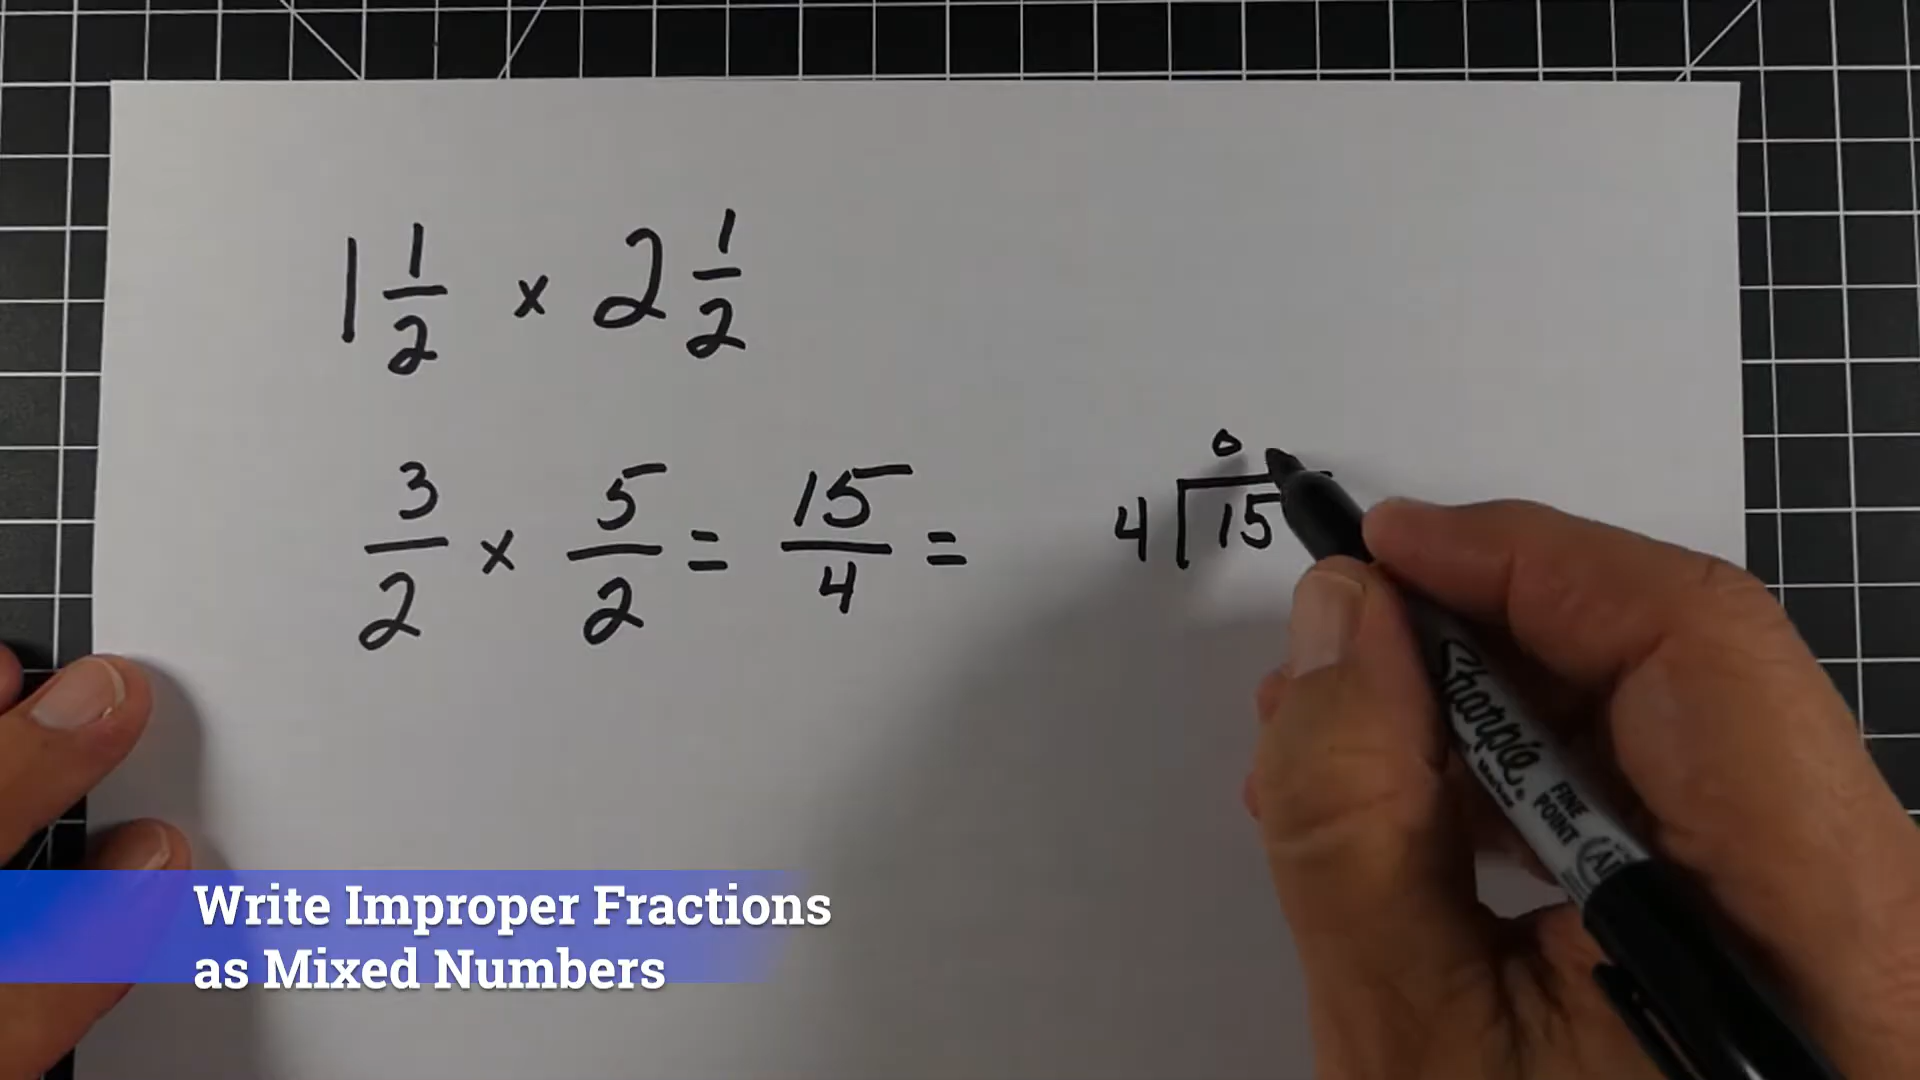 1 1/2 × 2 1/2
3/2 × 5/2 = 15/4 =
0
4 15
Sharpie
FINE
POINT
Write Improper Fractions
as Mixed Numbers